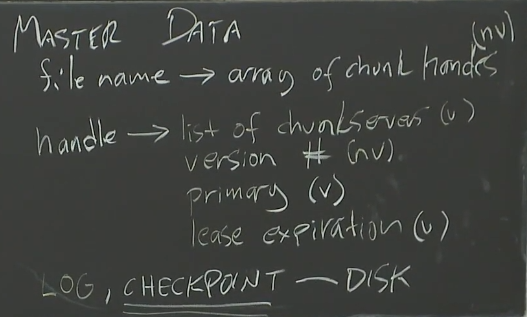 MASTER DATA
(nv)
file name → array of chunk handes
handle → list of chunkservers (v)
version # (nv)
primary (v)
lease expiration (v)
LOG, CHECKPOINT — DISK